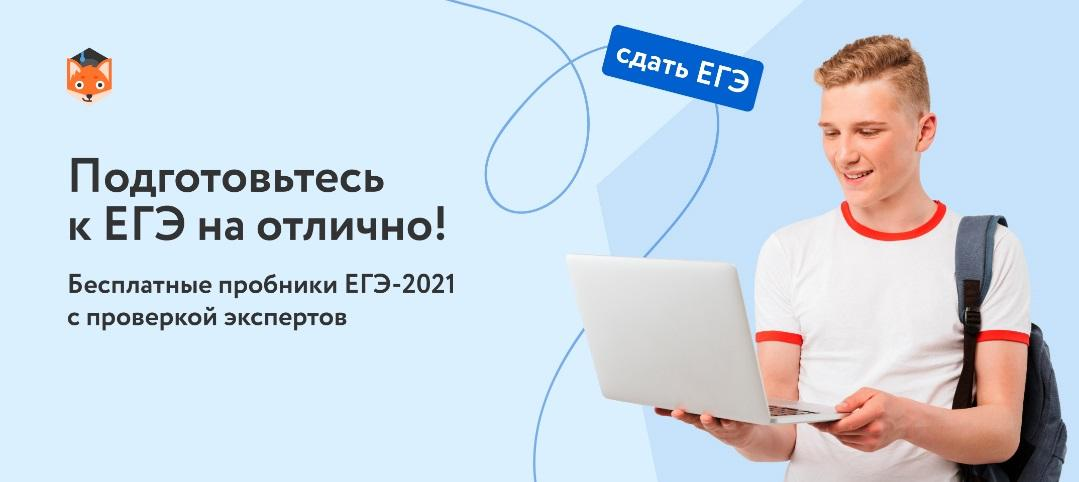 сдать ЕГЭ
Подготовьтесь
к ЕГЭ на отлично!
Бесплатные пробники ЕГЭ-2021
с проверкой экспертов